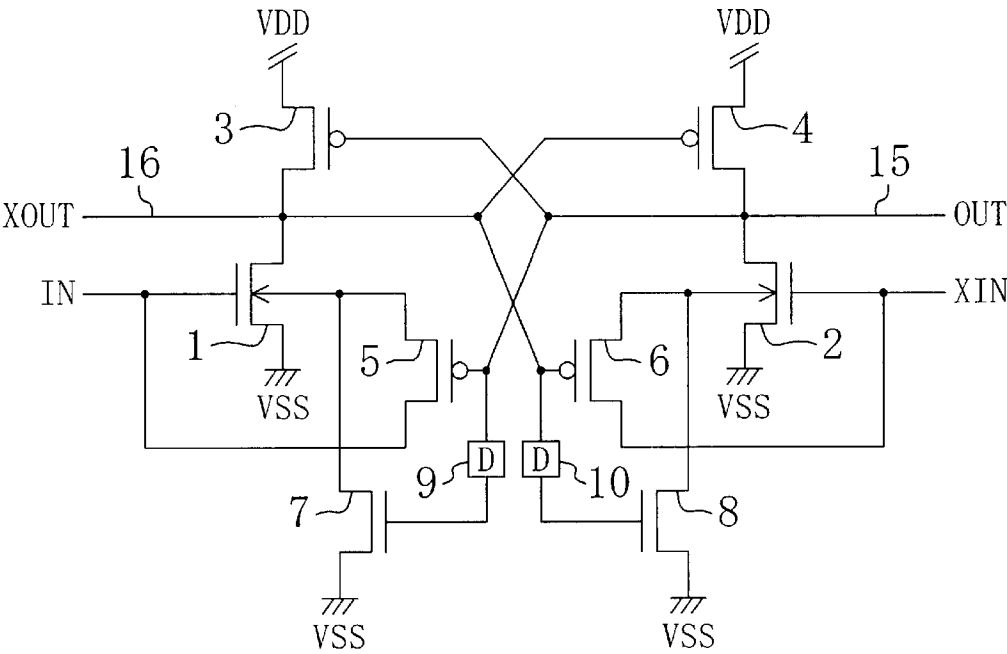 VDD VDD
3 4
16 15
XOUT OUT
IN XIN
1 5 6 2
VSS VSS
9 D D 10
7 8
VSS VSS